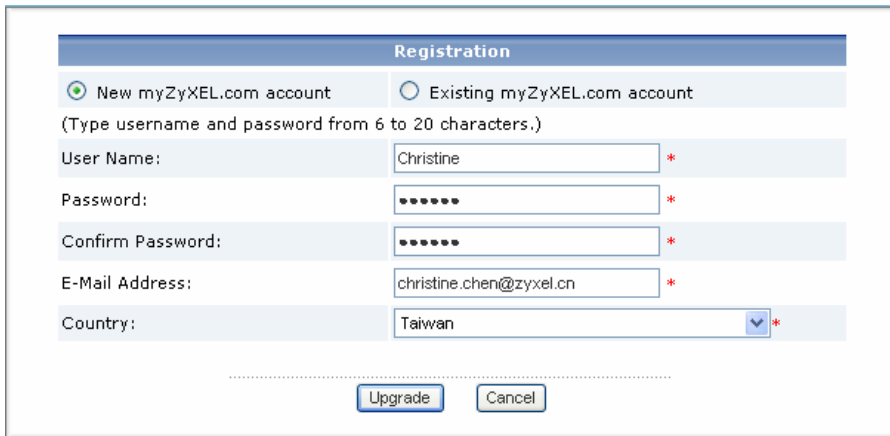 Registration
New myZyXEL.com account Existing myZyXEL.com account
(Type username and password from 6 to 20 characters.)
User Name: Christine *
Password: •••••• *
Confirm Password: •••••• *
E-Mail Address: christine.chen@zyxel.cn *
Country: Taiwan *
Upgrade Cancel